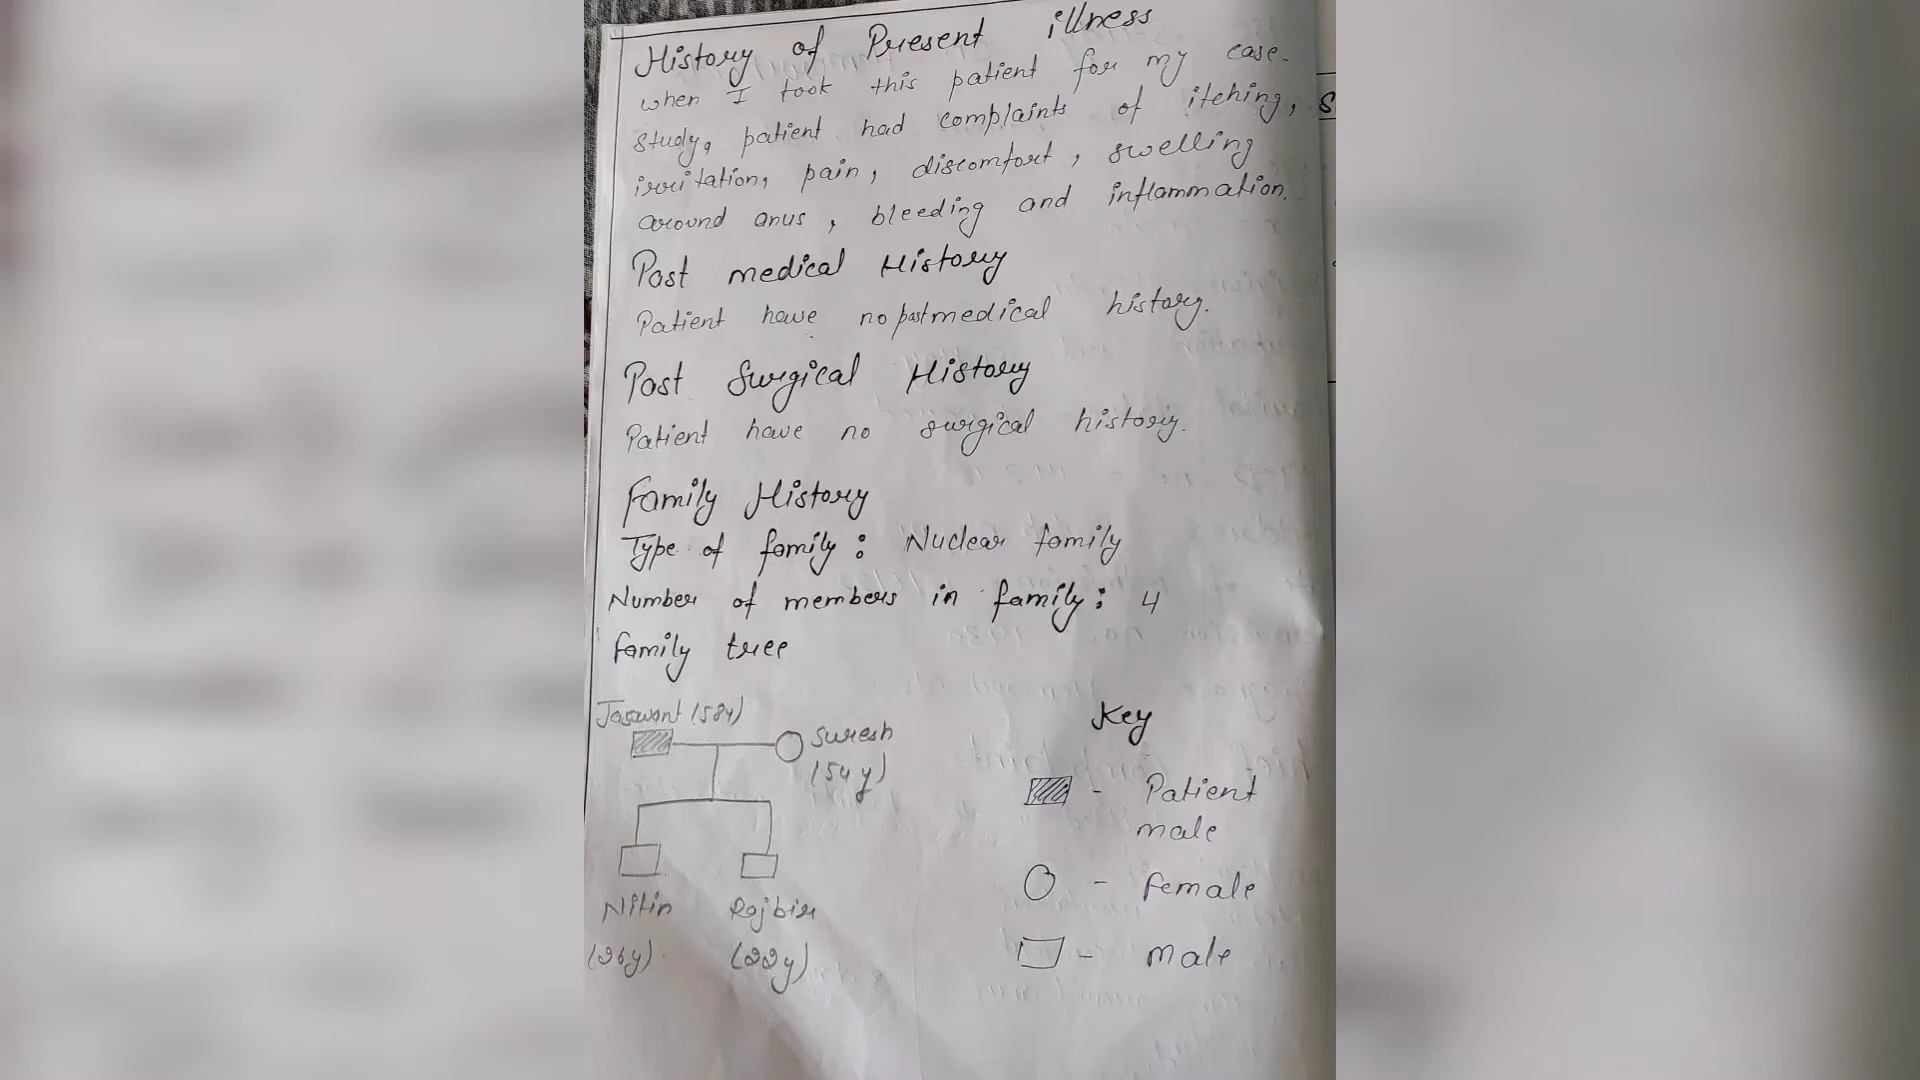 History of Present illness
when I took this patient for my case-
study, patient had complaints of itching,
irritation, pain, discomfort, swelling
around anus, bleeding and inflammation.
Past medical History
Patient have no past medical history.
Past Surgical History
Patient have no surgical history.
Family History
Type of family: Nuclear family
Number of members in family: 4
family tree
Jaswant (58y)
Suresh
(54y)
Nitin
(26y)
Rajbir
(22y)
Key
- Patient
male
- Female
- male